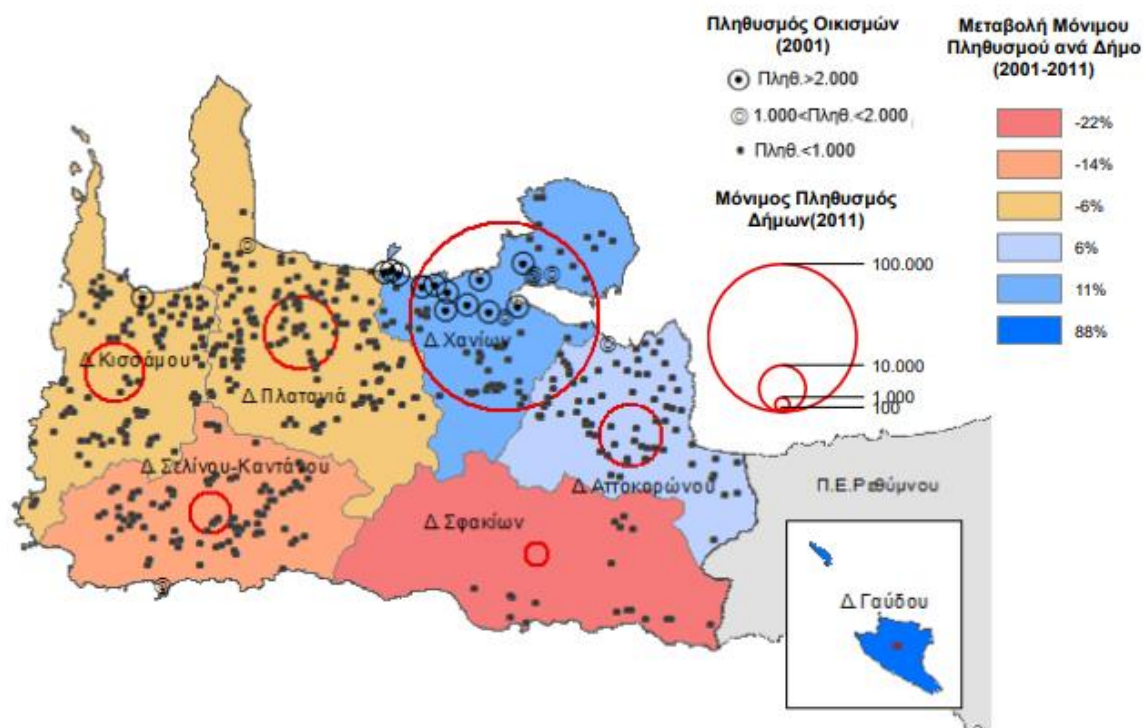 Πληθυσμός Οικισμών
(2001)
Πληθ.>2.000
1.000<Πληθ.<2.000
Πληθ.<1.000
Μόνιμος Πληθυσμός
Δήμων(2011)
100.000
10.000
1.000
100
Μεταβολή Μόνιμου
Πληθυσμού ανά Δήμο
(2001-2011)
-22%
-14%
-6%
6%
11%
88%
Δ.Κισσάμου
Δ.Πλατανιά
Δ.Χανίων
Δ.Σελίνου-Καντάνου
Δ.Αποκορώνου
Δ.Σφακίων
Π.Ε.Ρεθύμνου
Δ.Γαύδου